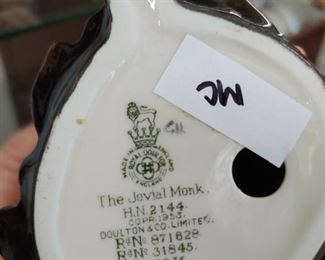 MC
MADE IN ENGLAND
ROYAL DOULTON
ENGLAND
The Jovial Monk.
H.N. 2144.
COPR. 1953.
DOULTON & CO. LIMITED.
Rd No 871628.
Rd No 31845.